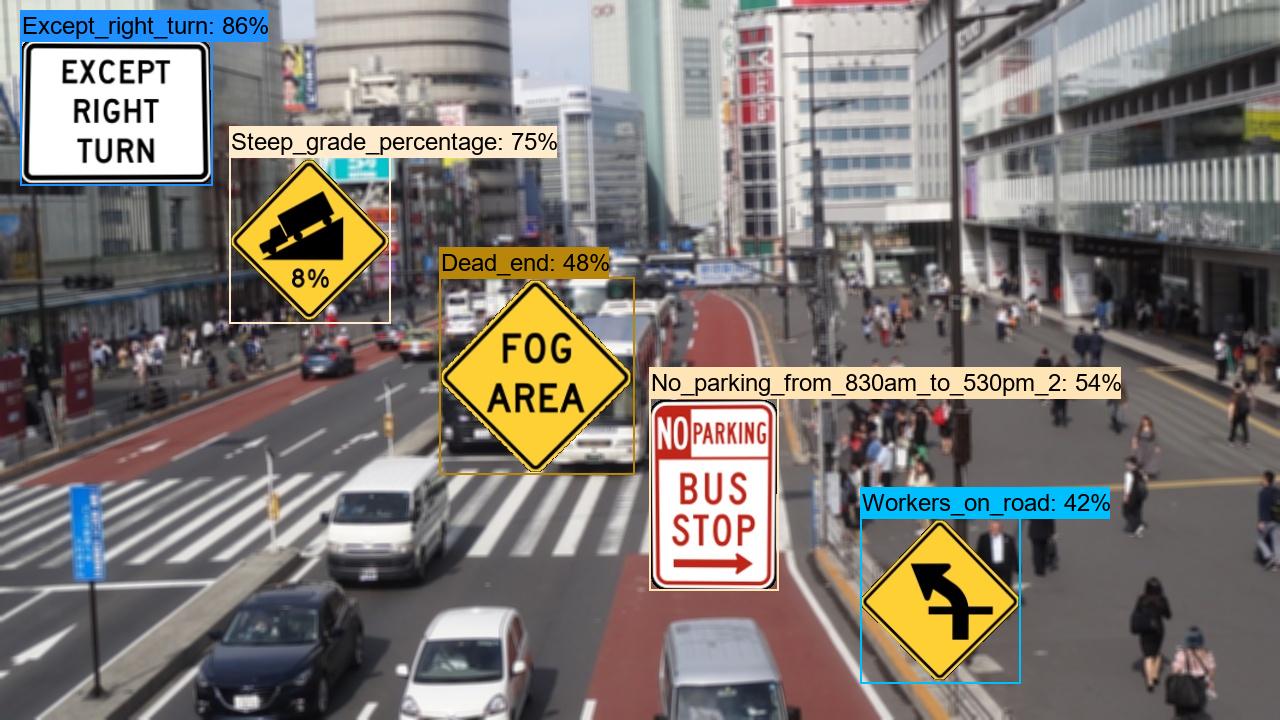 Except_right_turn: 86%
EXCEPT
RIGHT
TURN
Steep_grade_percentage: 75%
8%
Dead_end: 48%
FOG
AREA
No_parking_from_830am_to_530pm_2: 54%
NO PARKING
BUS
STOP
Workers_on_road: 42%